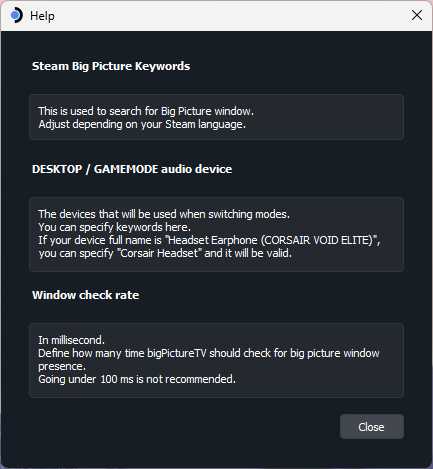 Help
Steam Big Picture Keywords
This is used to search for Big Picture window.
Adjust depending on your Steam language.
DESKTOP / GAMEMODE audio device
The devices that will be used when switching modes.
You can specify keywords here.
If your device full name is "Headset Earphone (CORSAIR VOID ELITE)",
you can specify "Corsair Headset" and it will be valid.
Window check rate
In millisecond.
Define how many time bigPictureTV should check for big picture window
presence.
Going under 100 ms is not recommended.
Close